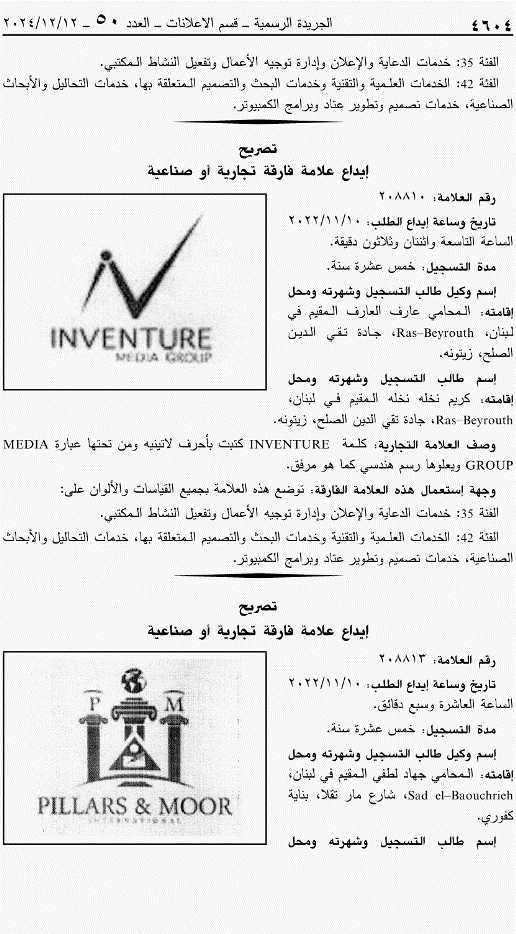 ٤٦٠٤
الجريدة الرسمية ــ قسم الاعلانات ــ العدد ٥٠ ــ ٢٠٢٤/١٢/١٢
الفئة 35: خدمات الدعاية والإعلان وإدارة توجيه الأعمال وتفعيل النشاط المكتبي.
الفئة 42: الخدمات العلمية والتقنية وخدمات البحث والتصميم المتعلقة بها، خدمات التحاليل والأبحاث
الصناعية، خدمات تصميم وتطوير عتاد وبرامج الكمبيوتر.
تصريح
إيداع علامة فارقة تجارية أو صناعية
رقم العلامة: ٢٠٨٨١٠
تاريخ وساعة إيداع الطلب: ٢٠٢٢/١١/١٠
الساعة التاسعة واثنتان وثلاثون دقيقة.
مدة التسجيل: خمس عشرة سنة.
إسم وكيل طالب التسجيل وشهرته ومحل
إقامته: المحامي عارف العارف المقيم في
لبنان، Ras–Beyrouth، جادة تقي الدين
الصلح، زيتونه.
إسم طالب التسجيل وشهرته ومحل
إقامته: كريم نخله نخله المقيم في لبنان،
Ras–Beyrouth، جادة تقي الدين الصلح، زيتونه.
INVENTURE
MEDIA GROUP
وصف العلامة التجارية: كلمة INVENTURE كتبت بأحرف لاتينيه ومن تحتها عبارة MEDIA
GROUP ويعلوها رسم هندسي كما هو مرفق.
وجهة إستعمال هذه العلامة الفارقة: توضع هذه العلامة بجميع القياسات والألوان على:
الفئة 35: خدمات الدعاية والإعلان وإدارة توجيه الأعمال وتفعيل النشاط المكتبي.
الفئة 42: الخدمات العلمية والتقنية وخدمات البحث والتصميم المتعلقة بها، خدمات التحاليل والأبحاث
الصناعية، خدمات تصميم وتطوير عتاد وبرامج الكمبيوتر.
تصريح
إيداع علامة فارقة تجارية أو صناعية
رقم العلامة: ٢٠٨٨١٣
تاريخ وساعة إيداع الطلب: ٢٠٢٢/١١/١٠
الساعة العاشرة وسبع دقائق.
مدة التسجيل: خمس عشرة سنة.
إسم وكيل طالب التسجيل وشهرته ومحل
إقامته: المحامي جهاد لطفي المقيم في لبنان،
Sad el–Baouchrieh، شارع مار تقلا، بناية
كفوري.
إسم طالب التسجيل وشهرته ومحل
P M
PILLARS & MOOR
INTERNATIONAL